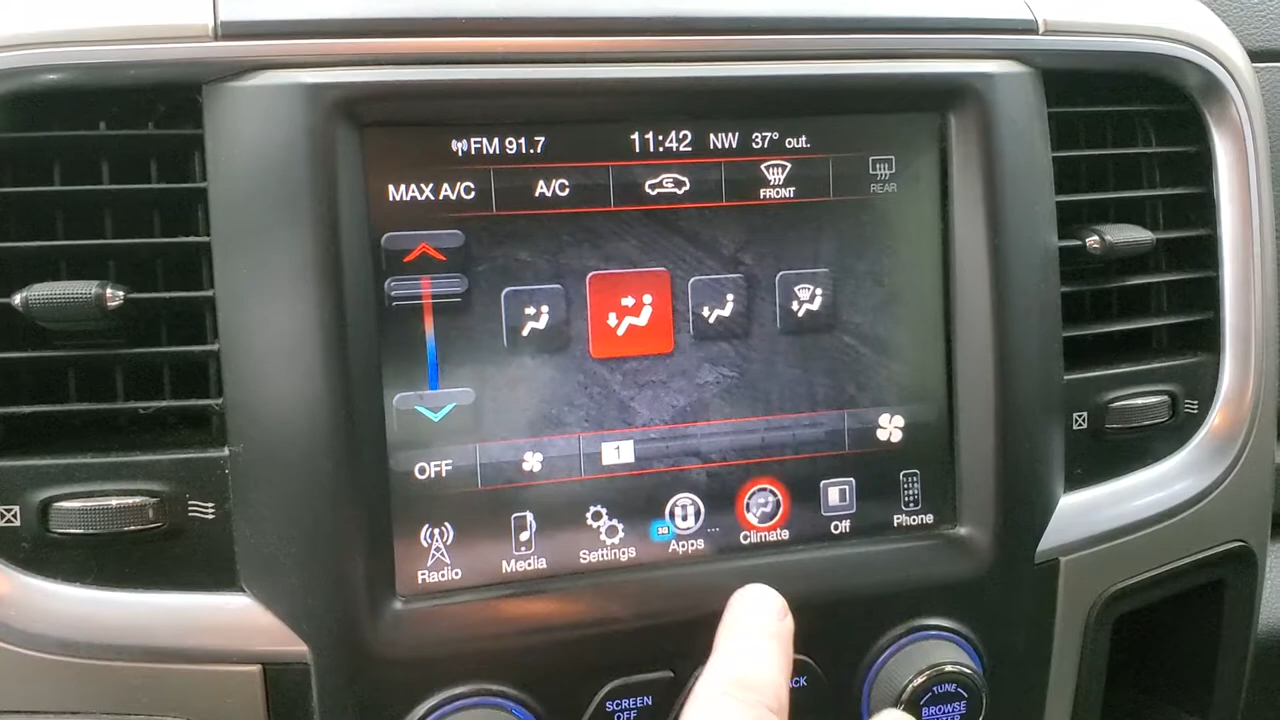 FM 91.7 11:42 NW 37° out.
MAX A/C A/C FRONT REAR
OFF 1
Radio Media Settings 3G Apps ... Climate Off Phone
SCREEN
OFF
TUNE
BROWSE